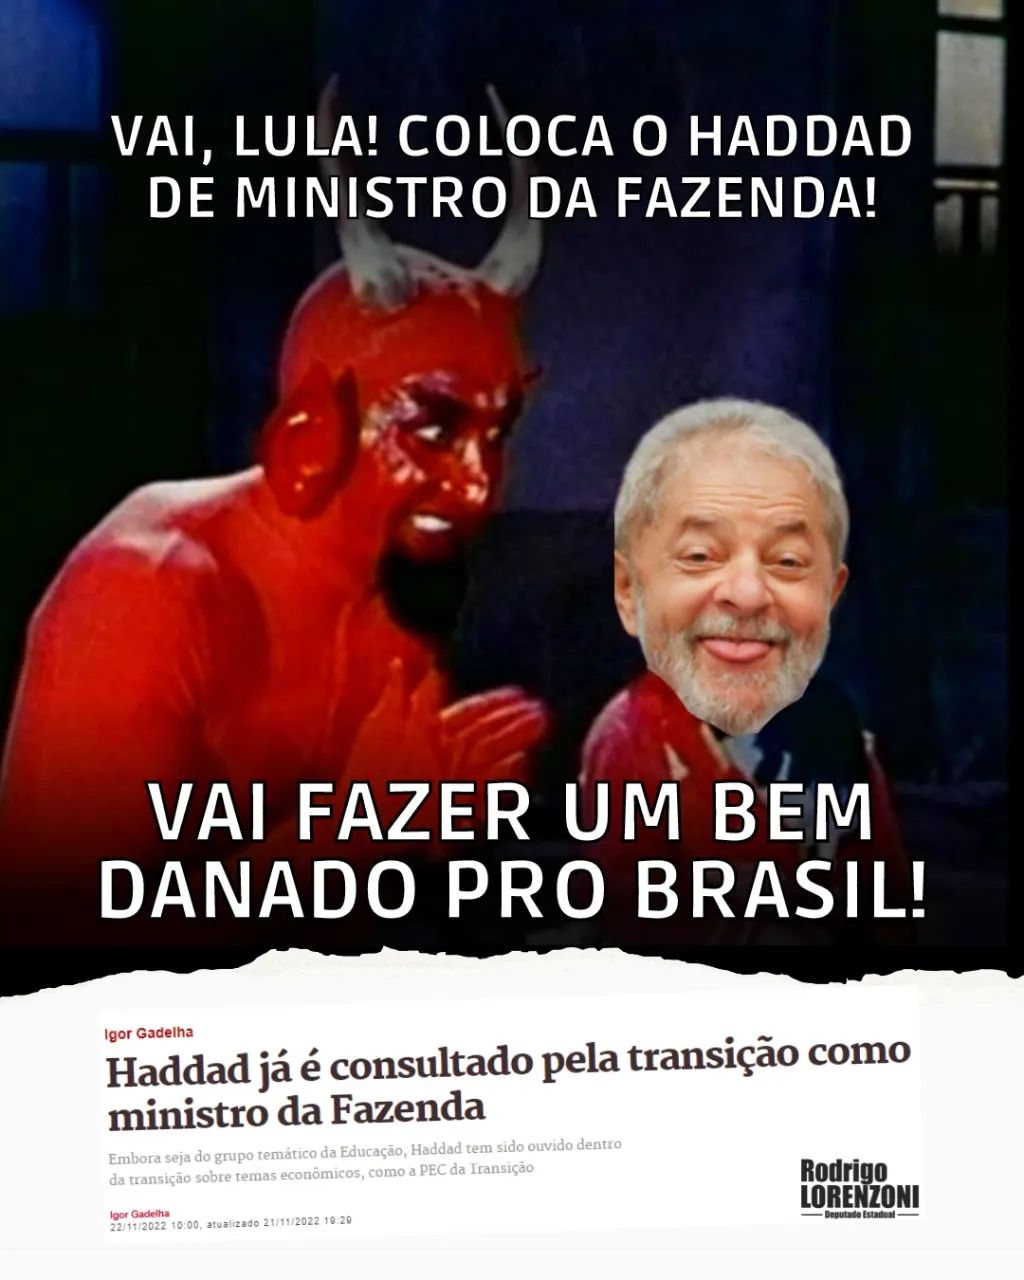 VAI, LULA! COLOCA O HADDAD
DE MINISTRO DA FAZENDA!
VAI FAZER UM BEM
DANADO PRO BRASIL!
Igor Gadelha
Haddad já é consultado pela transição como
ministro da Fazenda
Embora seja do grupo temático da Educação, Haddad tem sido ouvido dentro
da transição sobre temas econômicos, como a PEC da Transição
Igor Gadelha
22/11/2022 10:00, atualizado 21/11/2022 19:29
Rodrigo
LORENZONI
Deputado Estadual